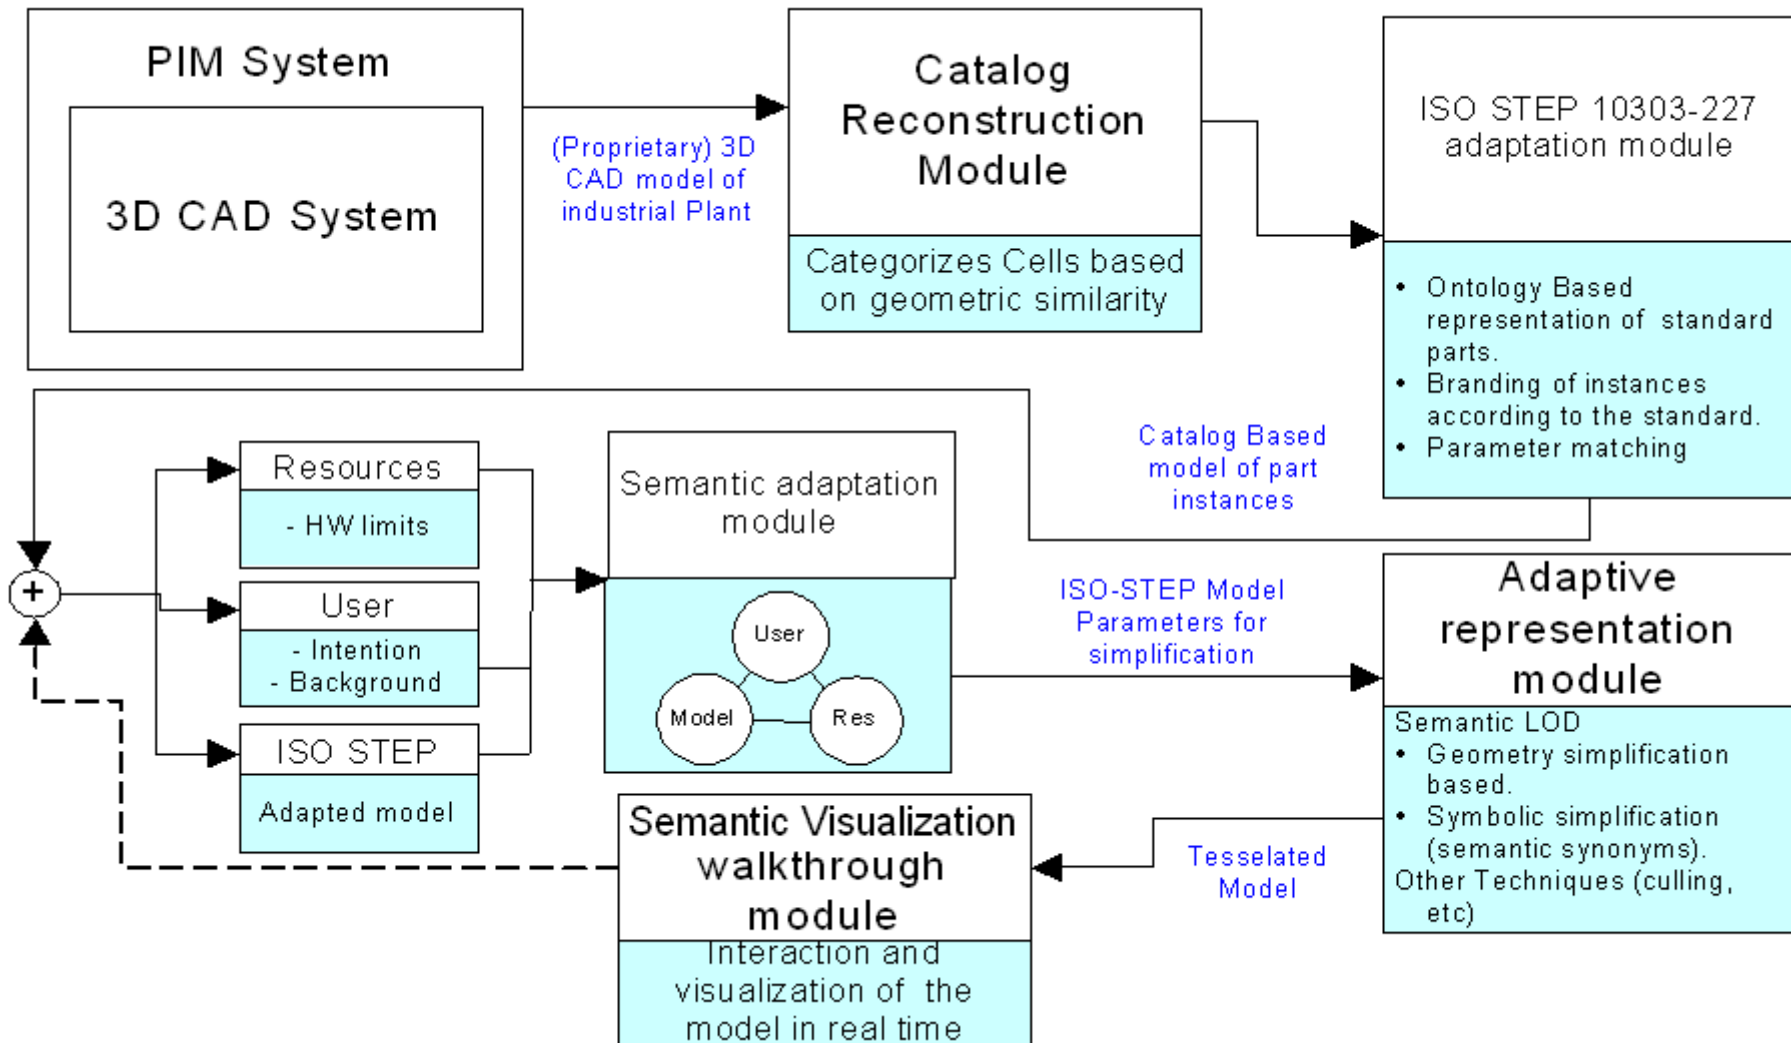 PIM System
3D CAD System
(Proprietary) 3D
CAD model of
industrial Plant
Catalog
Reconstruction
Module
Categorizes Cells based
on geometric similarity
ISO STEP 10303-227
adaptation module
• Ontology Based
representation of standard
parts.
• Branding of instances
according to the standard.
• Parameter matching
Catalog Based
model of part
instances
+
Resources
- HW limits
User
- Intention
- Background
ISO STEP
Adapted model
Semantic adaptation
module
User
Model
Res
ISO-STEP Model
Parameters for
simplification
Adaptive
representation
module
Semantic LOD
• Geometry simplification
based.
• Symbolic simplification
(semantic synonyms).
Other Techniques (culling,
etc)
Tesselated
Model
Semantic Visualization
walkthrough
module
Interaction and
visualization of the
model in real time